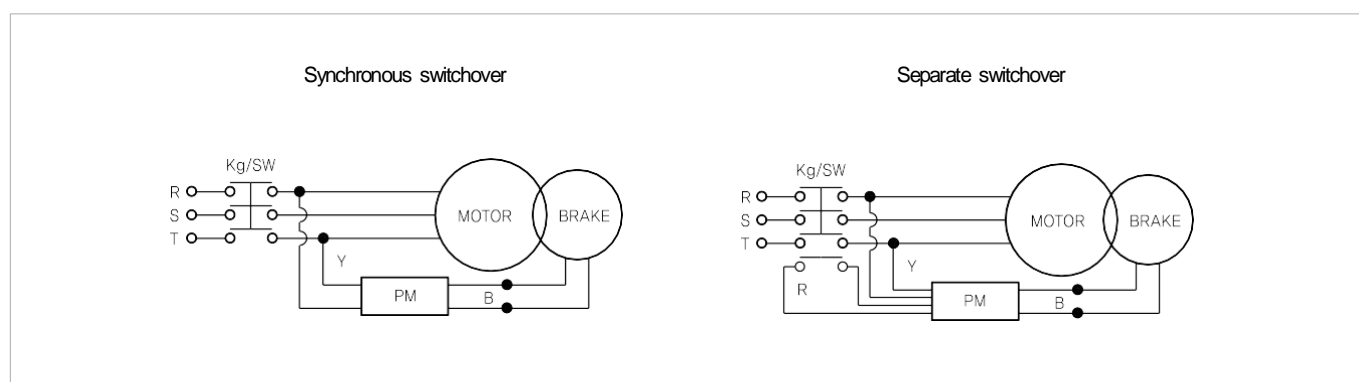 Synchronous switchover
Kg/SW
R
S
T
MOTOR
BRAKE
Y
PM
B
Separate switchover
Kg/SW
R
S
T
MOTOR
BRAKE
Y
R
PM
B